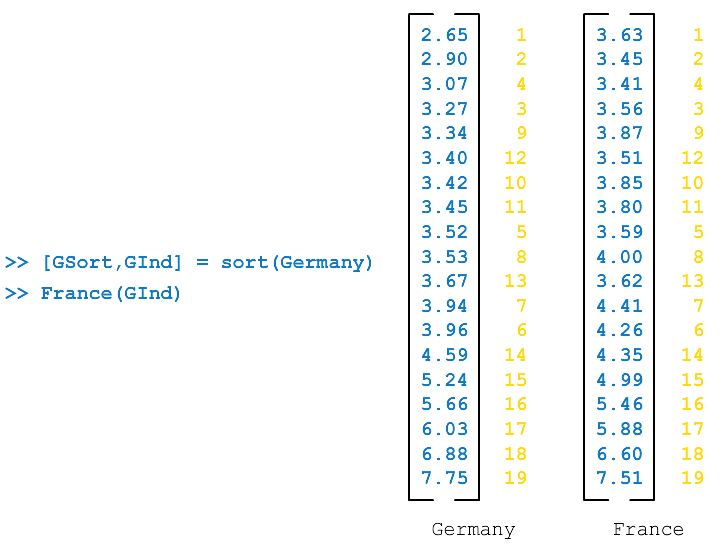 2.65 1 3.63 1
2.90 2 3.45 2
3.07 4 3.41 4
3.27 3 3.56 3
3.34 9 3.87 9
3.40 12 3.51 12
3.42 10 3.85 10
3.45 11 3.80 11
3.52 5 3.59 5
>> [GSort,GInd] = sort(Germany) 3.53 8 4.00 8
3.67 13 3.62 13
>> France(GInd) 3.94 7 4.41 7
3.96 6 4.26 6
4.59 14 4.35 14
5.24 15 4.99 15
5.66 16 5.46 16
6.03 17 5.88 17
6.88 18 6.60 18
7.75 19 7.51 19
Germany France